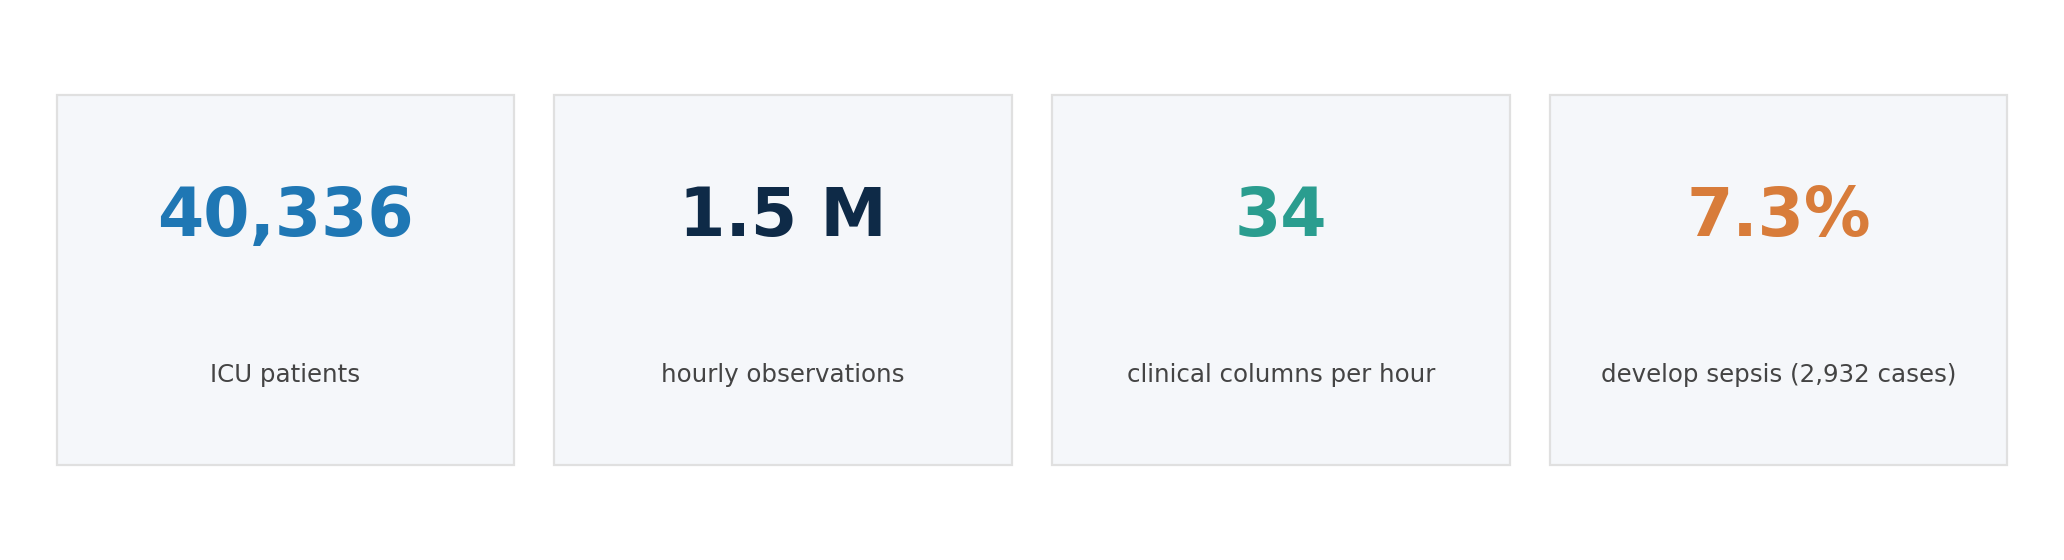 40,336
ICU patients
1.5 M
hourly observations
34
clinical columns per hour
7.3%
develop sepsis (2,932 cases)